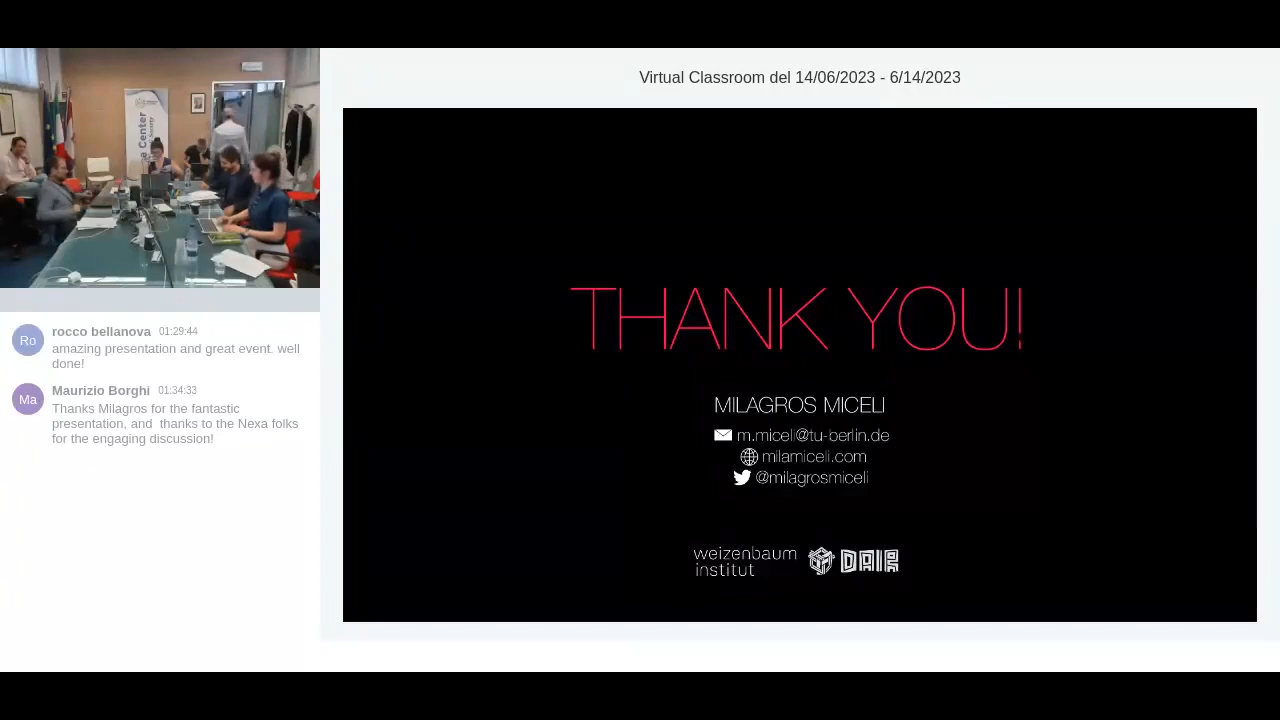 Virtual Classroom del 14/06/2023 - 6/14/2023
a Center
Society
Ro
rocco bellanova 01:29:44
amazing presentation and great event. well
done!
Ma
Maurizio Borghi 01:34:33
Thanks Milagros for the fantastic
presentation, and  thanks to the Nexa folks
for the engaging discussion!
THANK YOU!
MILAGROS MICELI
m.miceli@tu-berlin.de
milamiceli.com
@milagrosmiceli
weizenbaum
institut
DAIR